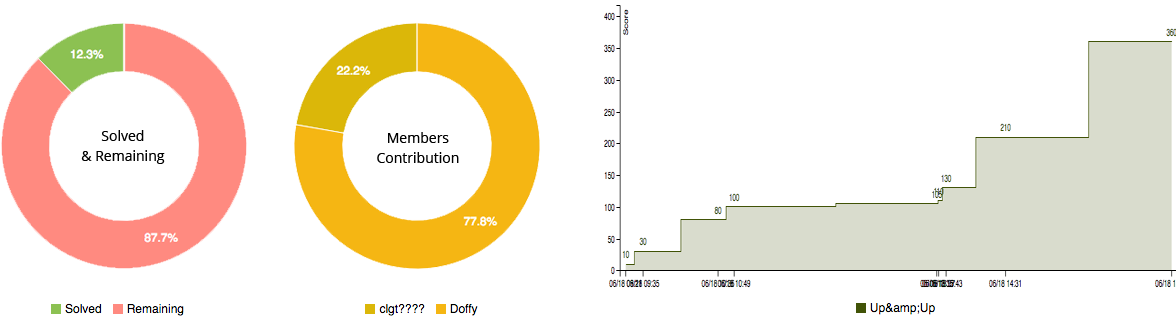 12.3%
Solved
& Remaining
87.7%
Solved
Remaining
22.2%
Members
Contribution
77.8%
clgt????
Doffy
Score
400
350
300
250
200
150
100
50
0
10
30
80
100
130
210
360
09:35
10:49
06/18 14:31
Up&amp;Up